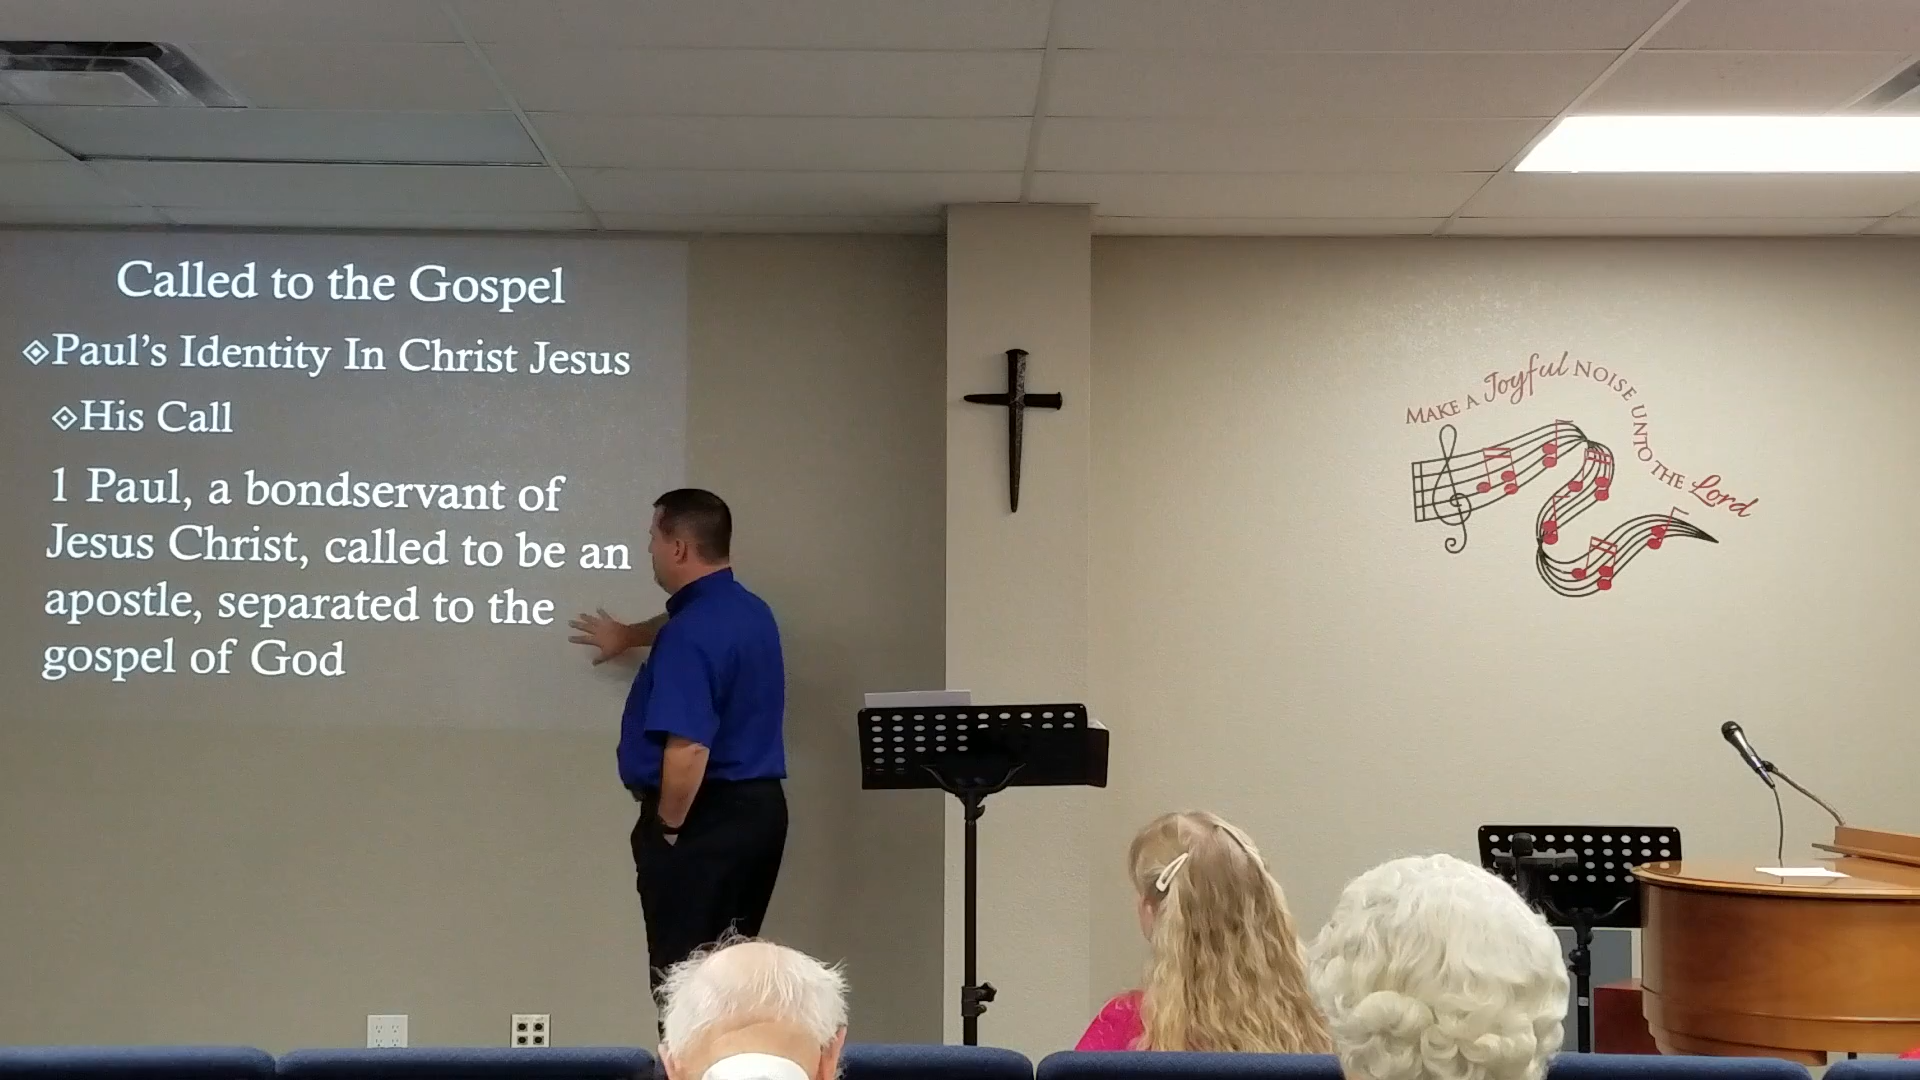 Called to the Gospel
Paul's Identity In Christ Jesus
His Call
1 Paul, a bondservant of
Jesus Christ, called to be an
apostle, separated to the
gospel of God
MAKE A Joyful NOISE UNTO THE Lord